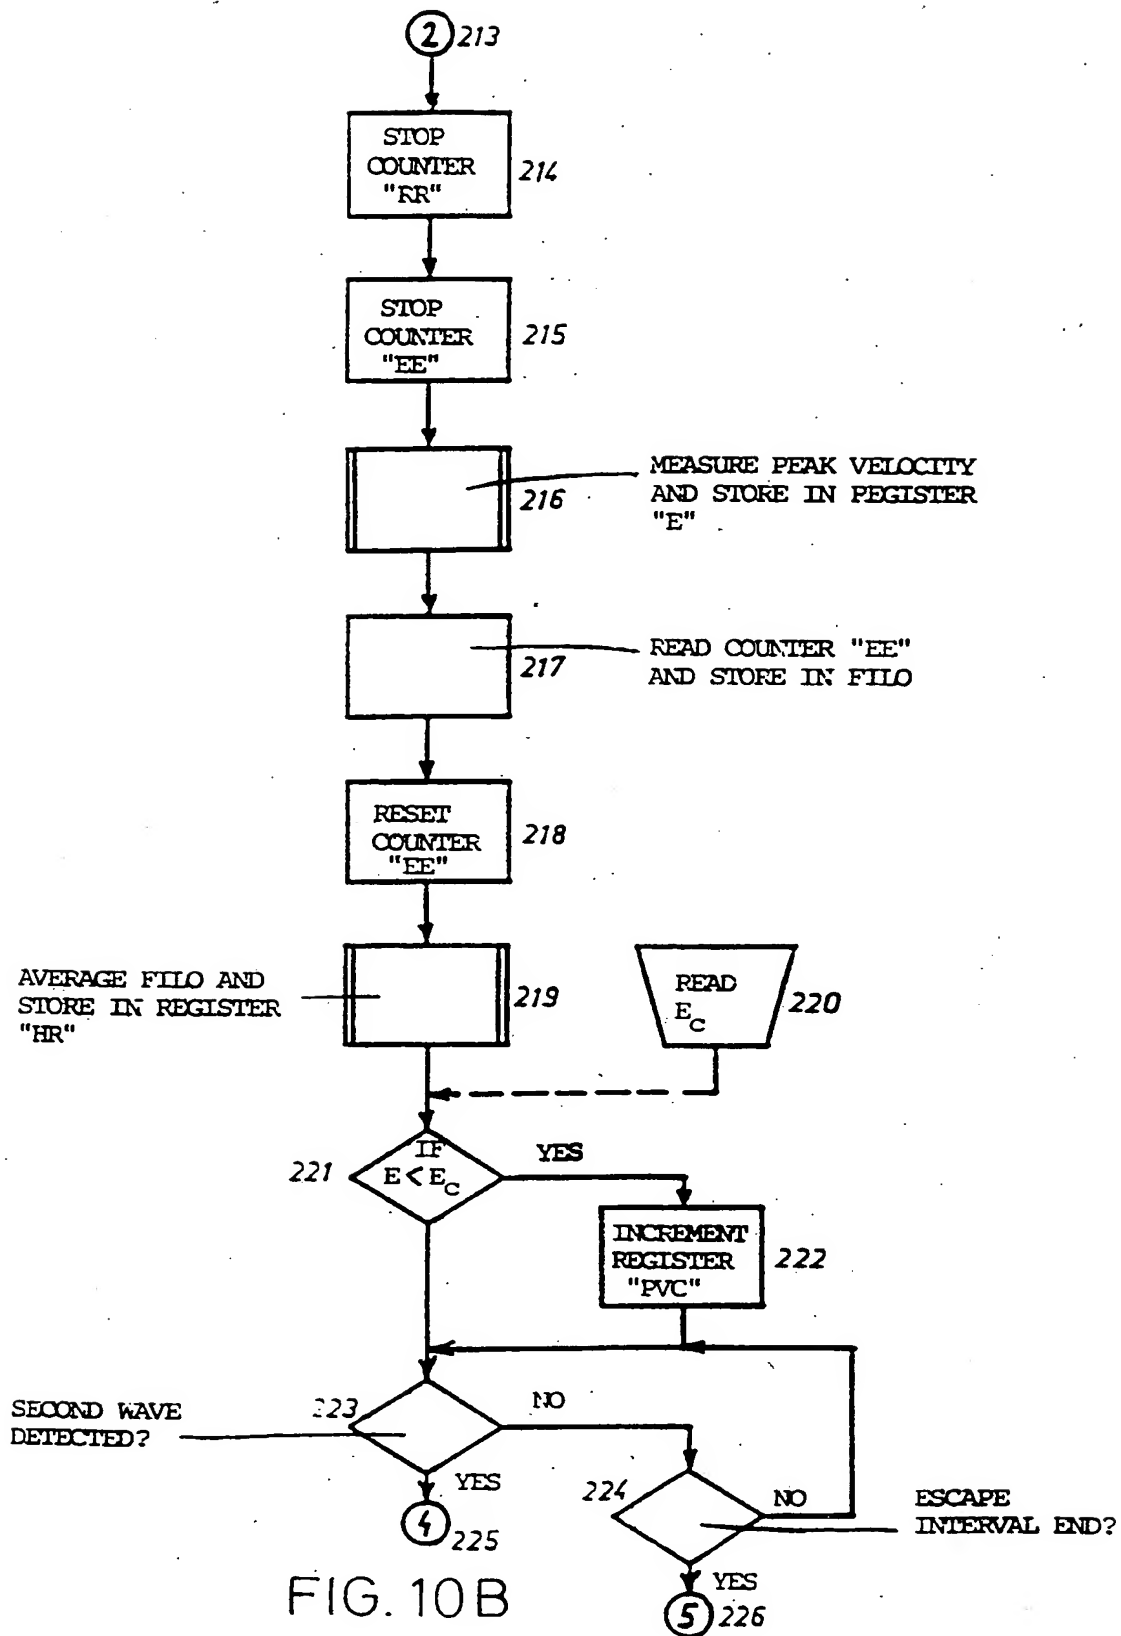 2 213
STOP
COUNTER
"RR"
214
STOP
COUNTER
"EE"
215
216
MEASURE PEAK VELOCITY
AND STORE IN REGISTER
"E"
217
READ COUNTER "EE"
AND STORE IN FILO
RESET
COUNTER
"EE"
218
AVERAGE FILO AND
STORE IN REGISTER
"HR"
219
READ
EC
220
221
IF
E < EC
YES
INCREMENT
REGISTER
"PVC"
222
SECOND WAVE
DETECTED?
223
NO
YES
4 225
224
NO
ESCAPE
INTERVAL END?
YES
5 226
FIG. 10B